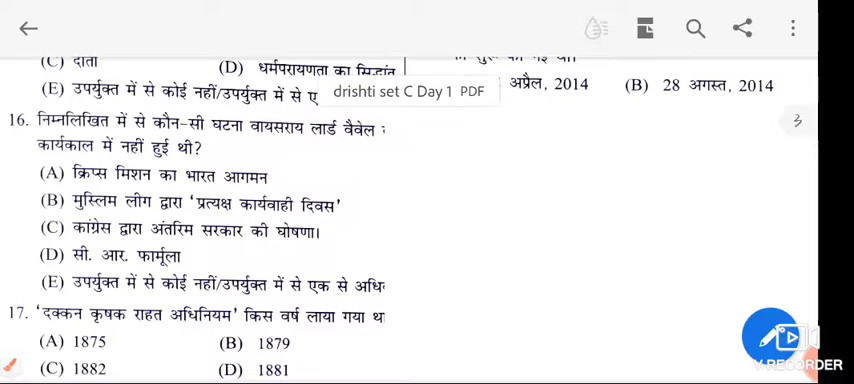 (C) दाता
(D) धर्मपरायणता का सिद्धांत
(E) उपर्युक्त में से कोई नहीं/उपर्युक्त में से ए
drishti set C Day 1 PDF
अप्रैल, 2014 (B) 28 अगस्त, 2014
3
16. निम्नलिखित में से कौन-सी घटना वायसराय लार्ड वैवेल
कार्यकाल में नहीं हुई थी?
(A) क्रिप्स मिशन का भारत आगमन
(B) मुस्लिम लीग द्वारा ‘प्रत्यक्ष कार्यवाही दिवस’
(C) कांग्रेस द्वारा अंतरिम सरकार की घोषणा।
(D) सी. आर. फार्मूला
(E) उपर्युक्त में से कोई नहीं/उपर्युक्त में से एक से अधि
17. ‘दक्कन कृषक राहत अधिनियम’ किस वर्ष लाया गया था
(A) 1875 (B) 1879
(C) 1882 (D) 1881
V RECORDER